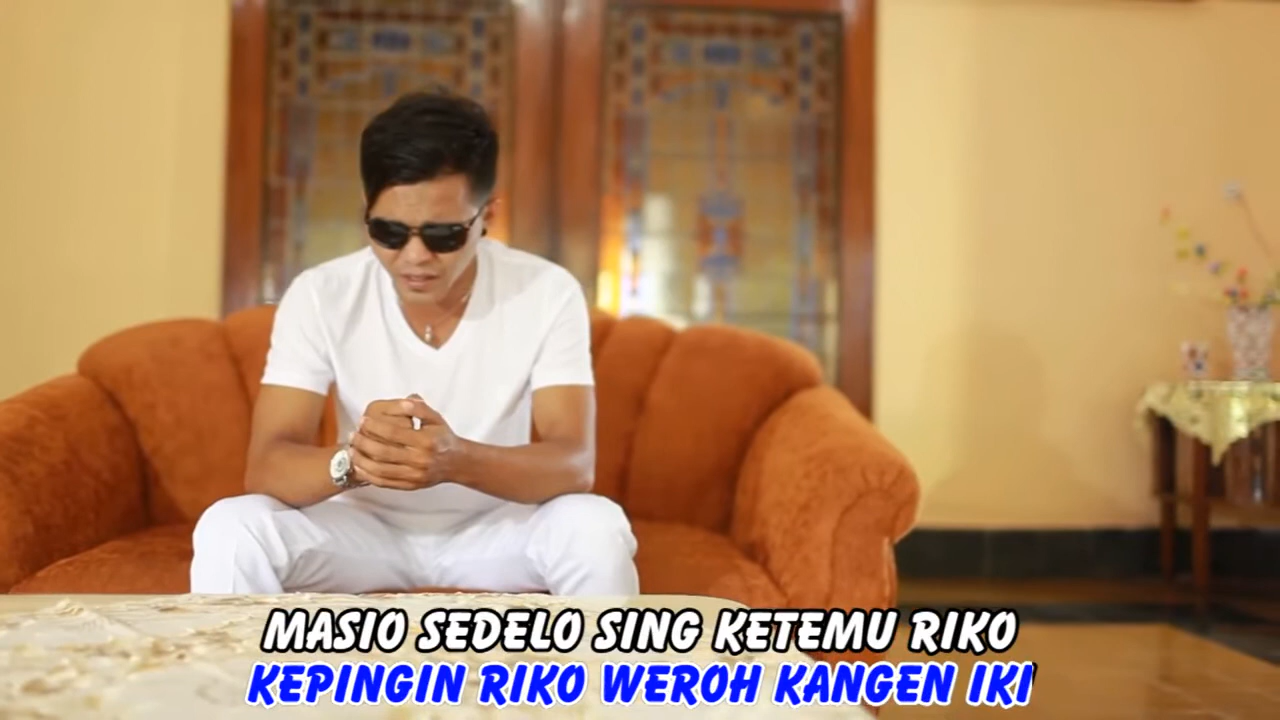 MASIO SEDELO SING KETEMU RIKO
KEPINGIN RIKO WEROH KANGEN IKI